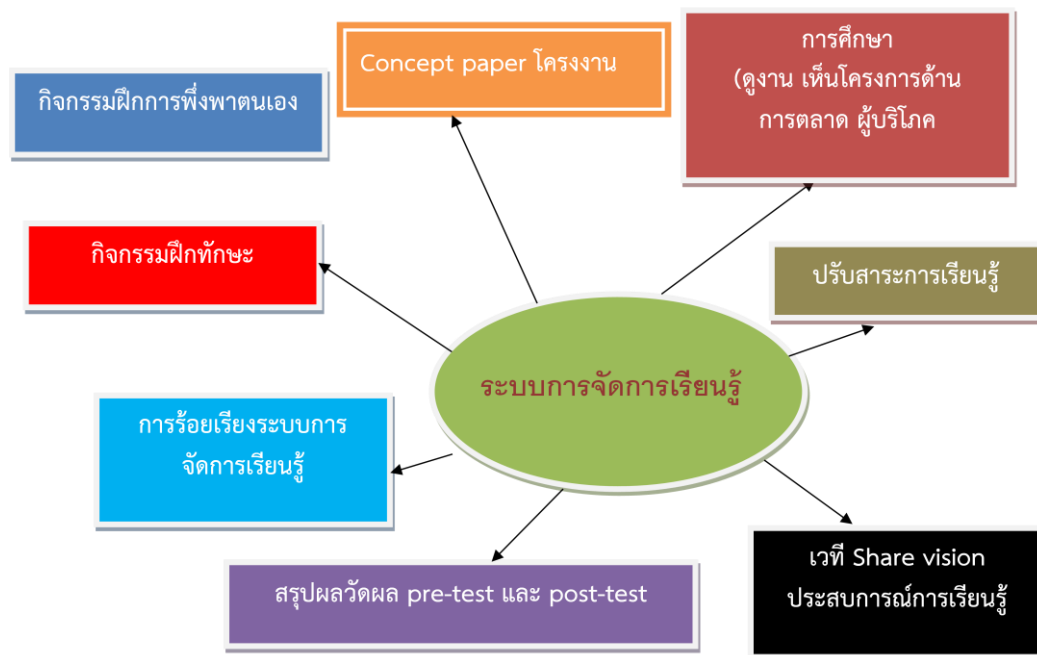 Concept paper โครงงาน
การศึกษา
(ดูงาน เห็นโครงการด้าน
การตลาด ผู้บริโภค
กิจกรรมฝึกการพึ่งพาตนเอง
กิจกรรมฝึกทักษะ
ปรับสาระการเรียนรู้
ระบบการจัดการเรียนรู้
การร้อยเรียงระบบการ
จัดการเรียนรู้
สรุปผลวัดผล pre-test และ post-test
เวที Share vision
ประสบการณ์การเรียนรู้